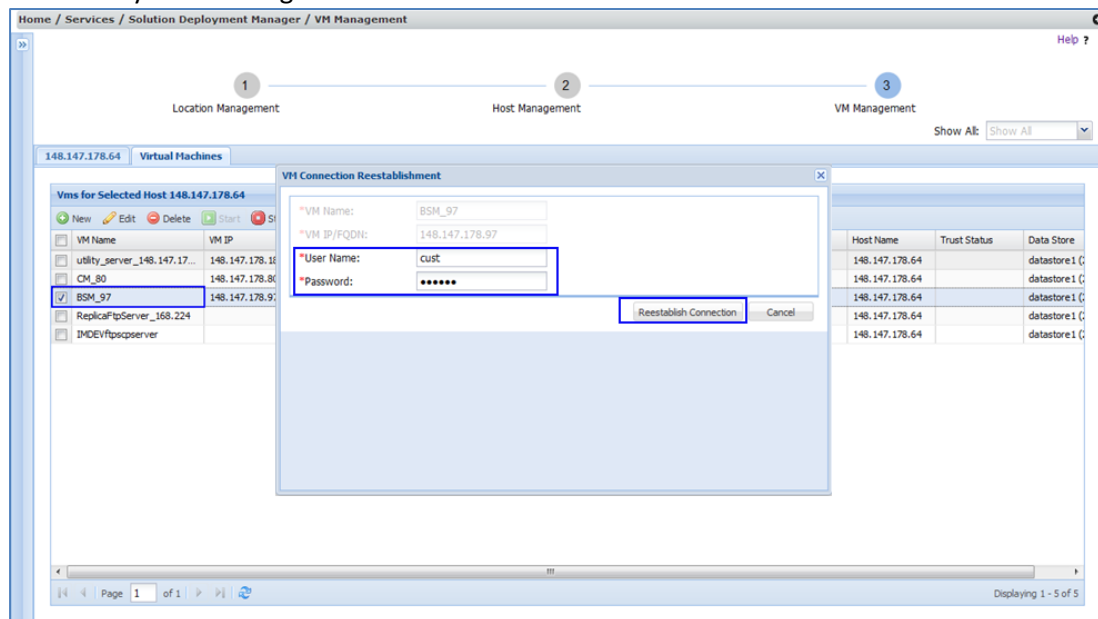 Home / Services / Solution Deployment Manager / VM Management
Help ?
1
2
3
Location Management
Host Management
VM Management
Show All: Show All
148.147.178.64
Virtual Machines
VM Connection Reestablishment
Vms for Selected Host 148.147.178.64
*VM Name: BSM_97
New Edit Delete Start
*VM IP/FQDN: 148.147.178.97
VM Name VM IP Host Name Trust Status Data Store
*User Name: cust
utility_server_148.147.17... 148.147.178.18 148.147.178.64 datastore1 (
*Password: ••••••
CM_80 148.147.178.80 148.147.178.64 datastore1 (
BSM_97 148.147.178.97 148.147.178.64 datastore1 (
Reestablish Connection Cancel
ReplicaFtpServer_168.224 148.147.178.64 datastore1 (
IMDEVftpscpserver 148.147.178.64 datastore1 (
Page 1 of 1
Displaying 1 - 5 of 5